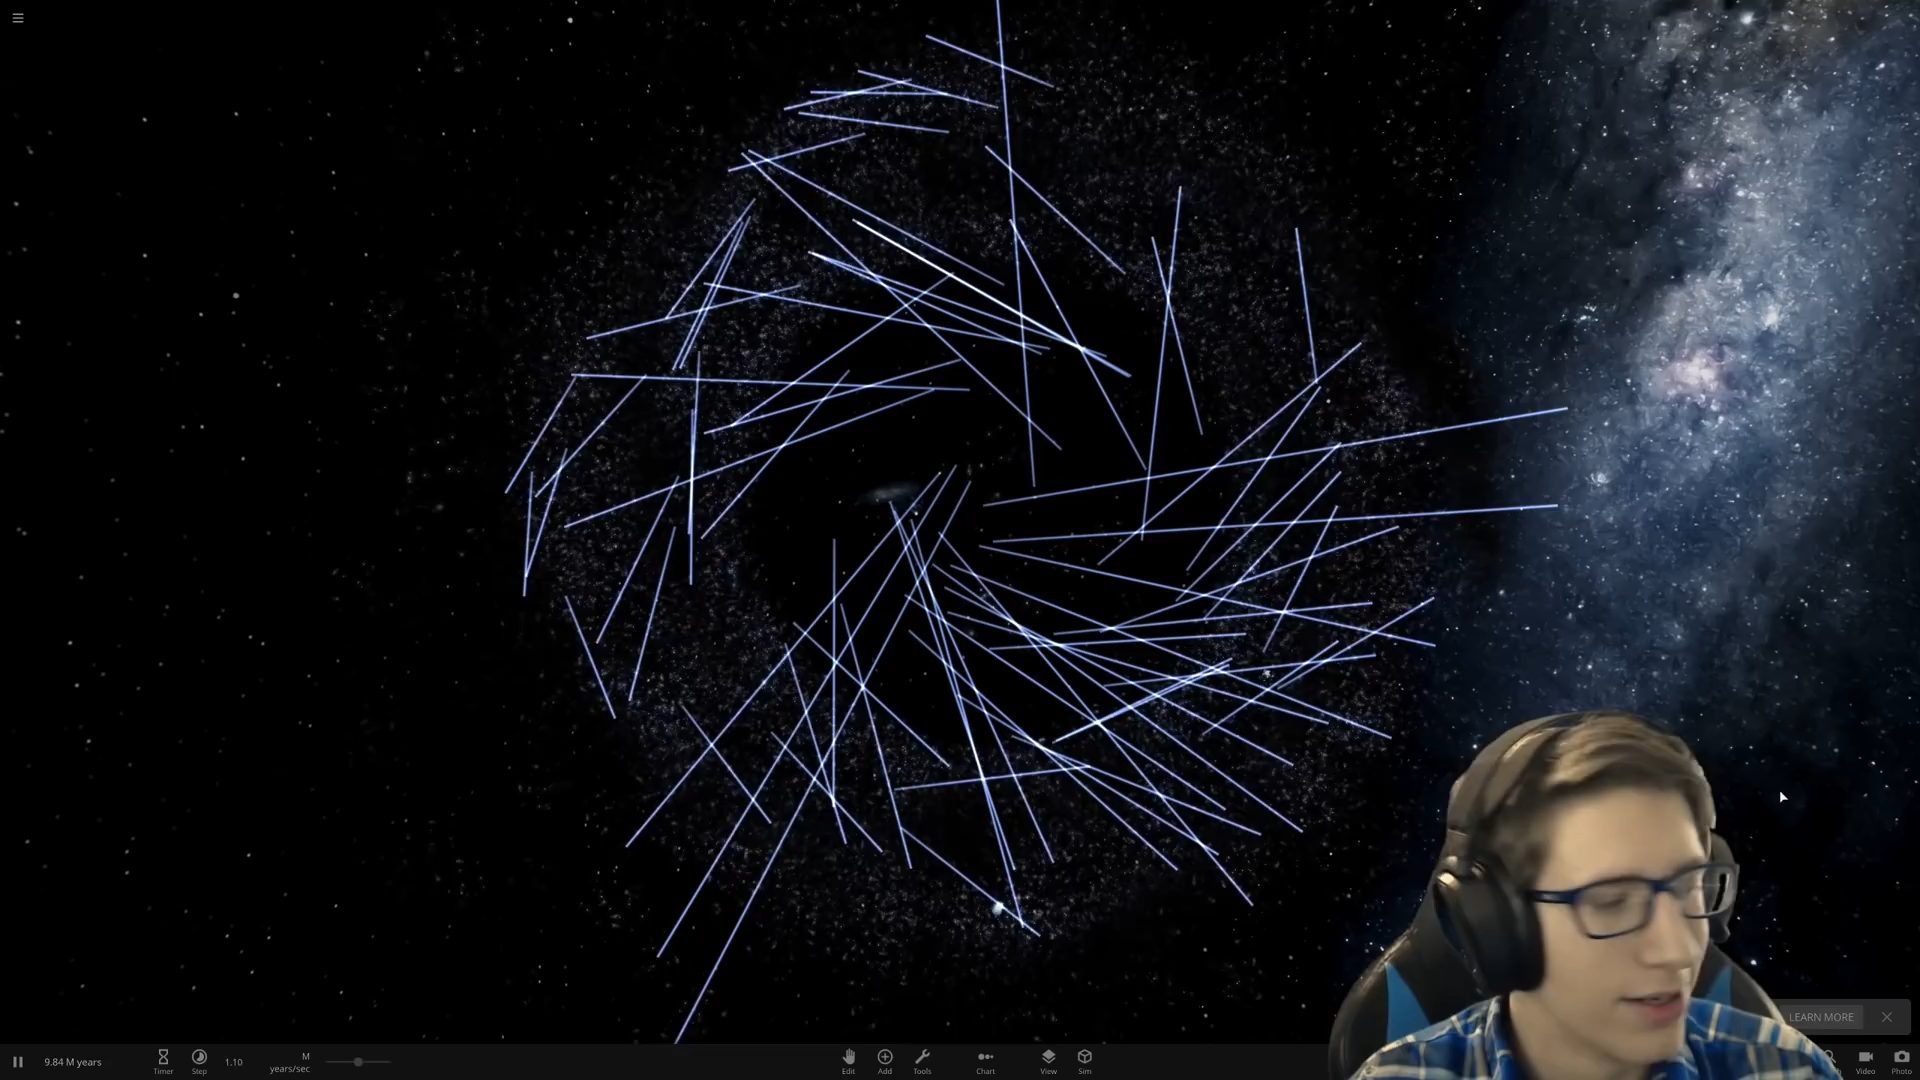 LEARN MORE
9.84 M years
Timer
Step
1.10
M
years/sec
Edit
Add
Tools
Chart
View
Sim
Video
Photo